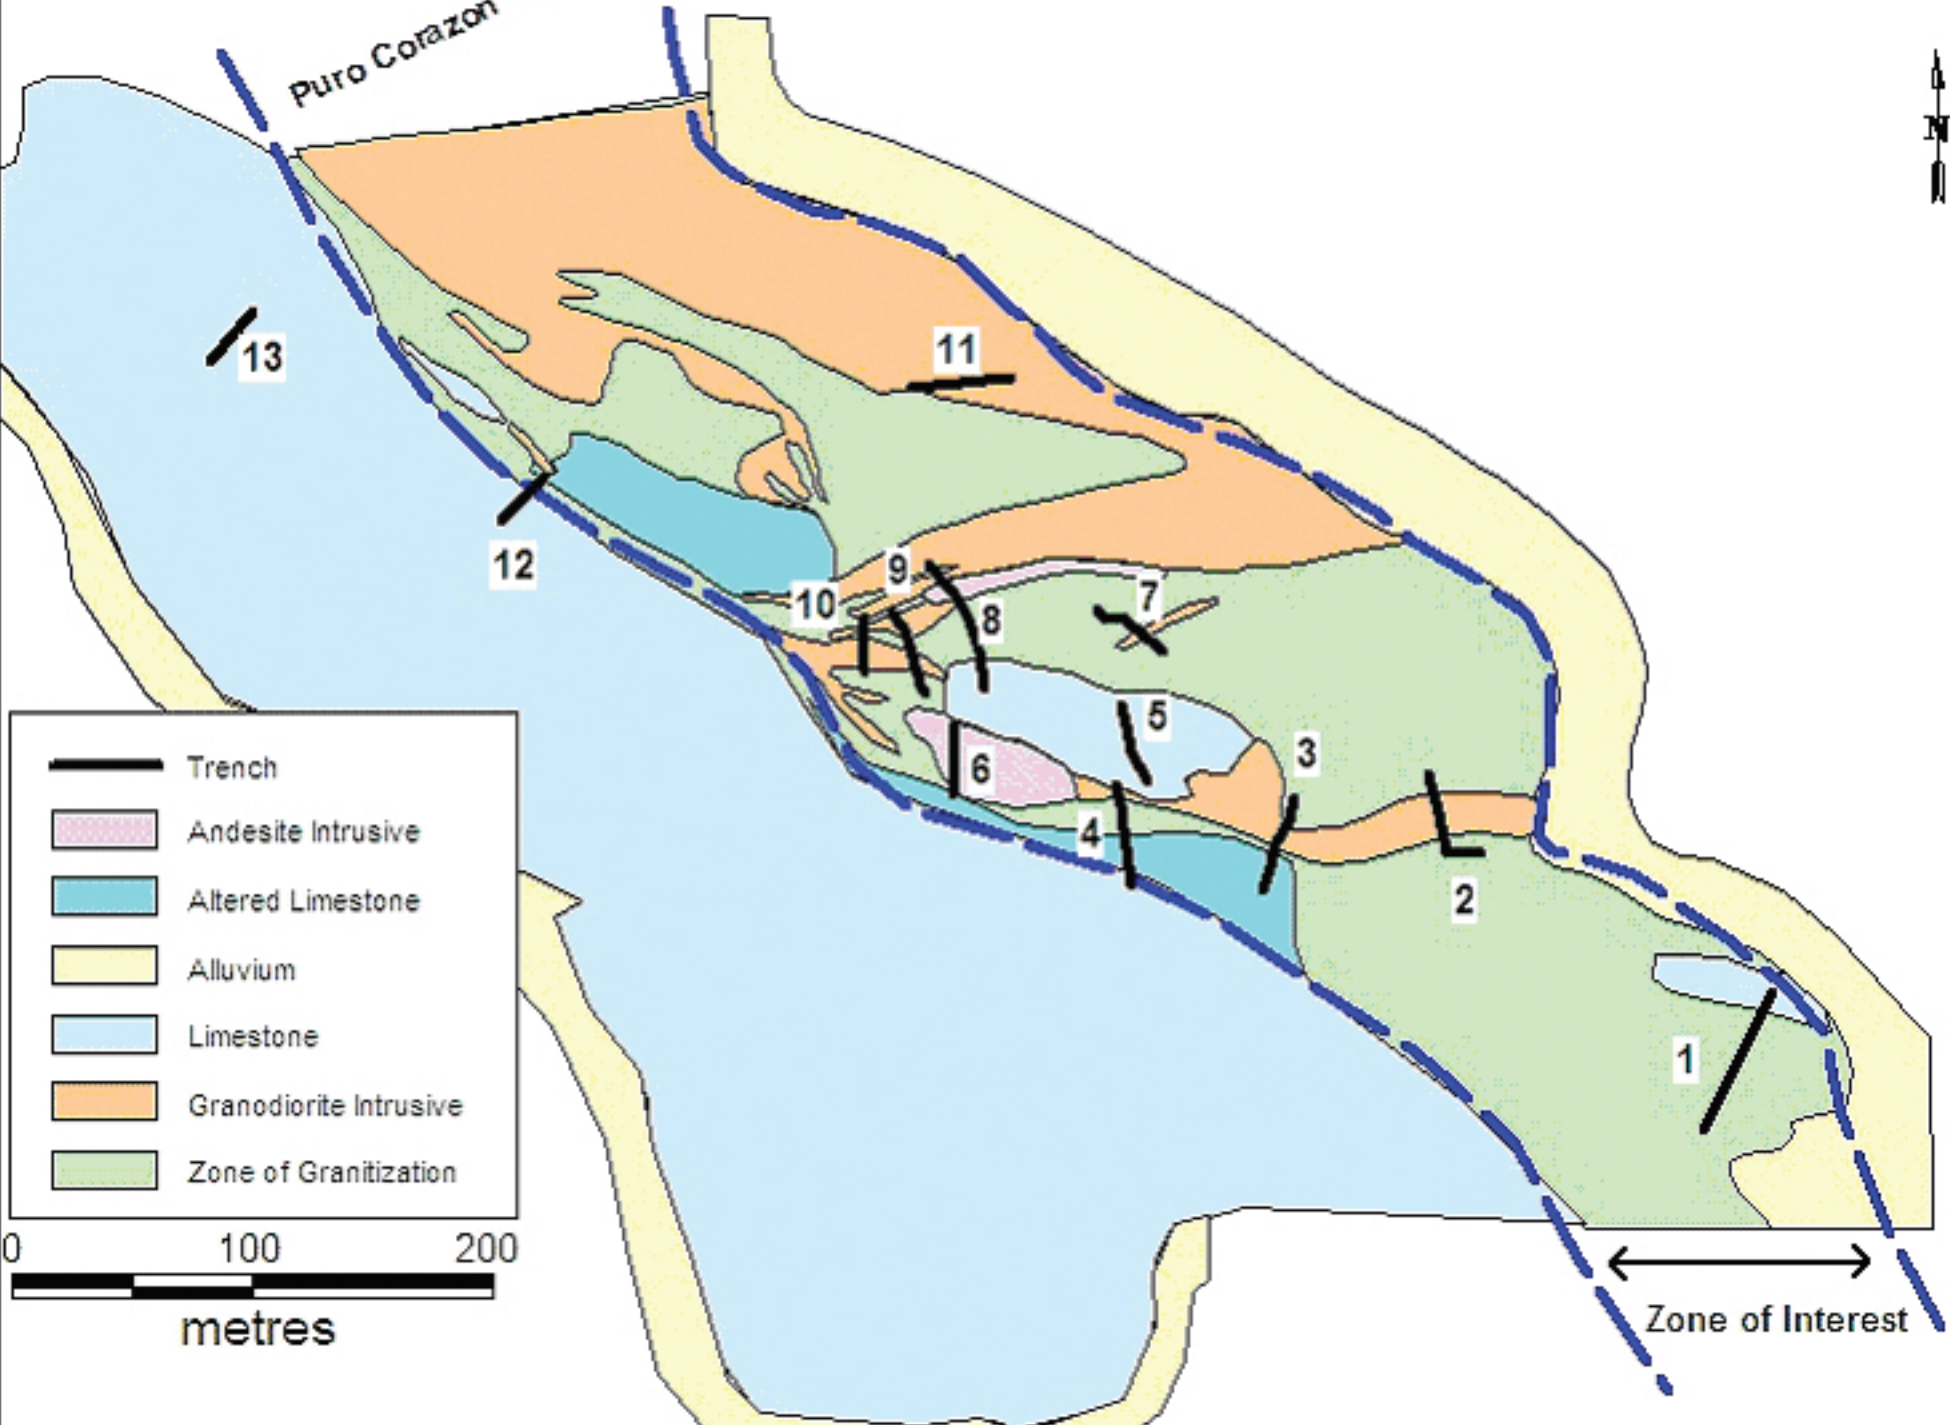 Puro Corazon
N
11
13
12
9
10
8
7
5
6
3
4
2
1
Trench
Andesite Intrusive
Altered Limestone
Alluvium
Limestone
Granodiorite Intrusive
Zone of Granitization
0 100 200
metres
Zone of Interest